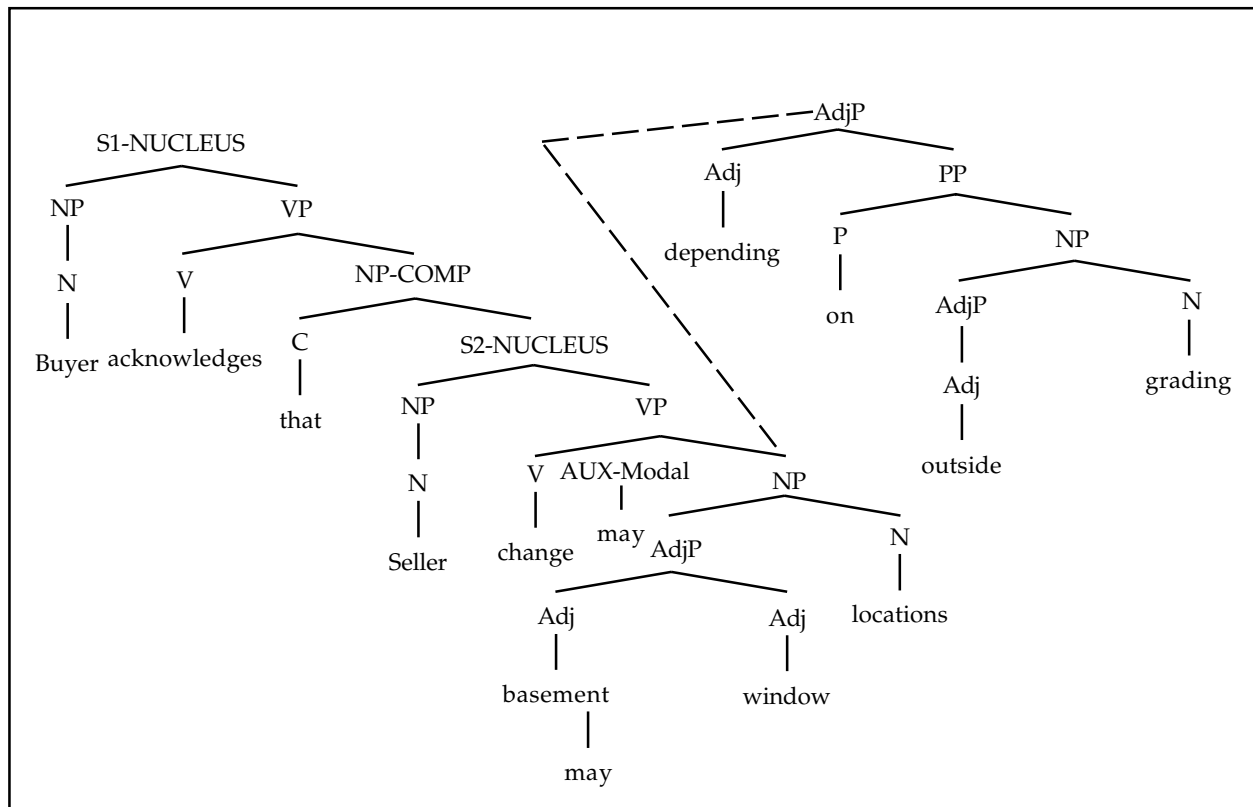 AdjP
S1-NUCLEUS
Adj PP
NP VP
P NP
depending
N V NP-COMP
AdjP N
on
C S2-NUCLEUS
Buyer acknowledges
Adj grading
that NP VP
outside
N V AUX-Modal NP
may N
Seller change AdjP
Adj Adj locations
basement window
may